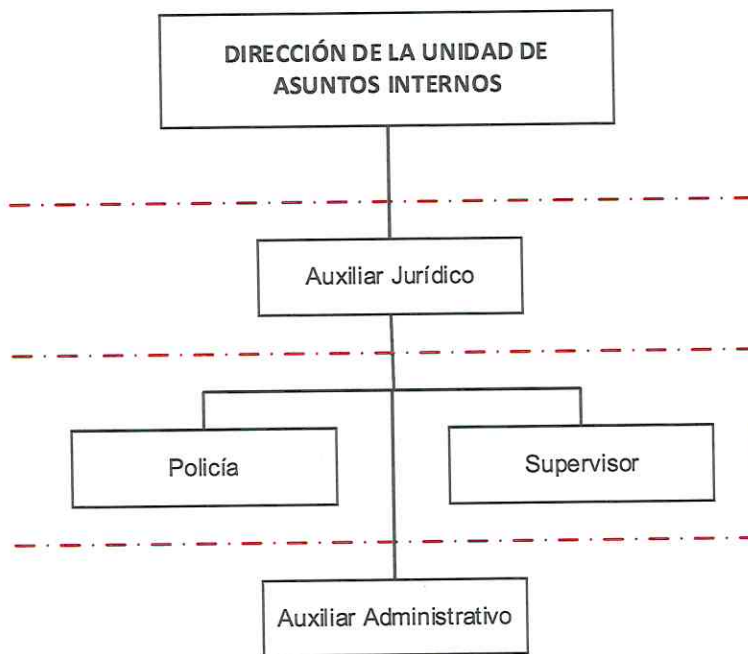 DIRECCIÓN DE LA UNIDAD DE
ASUNTOS INTERNOS
Auxiliar Jurídico
Policía
Supervisor
Auxiliar Administrativo